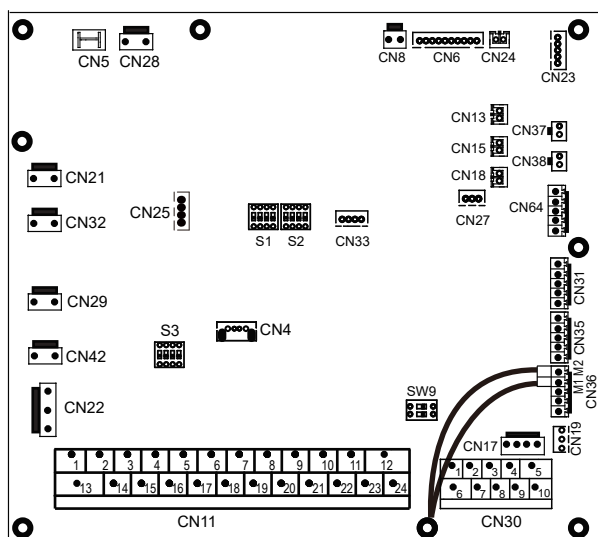 CN5
CN28
CN8
CN6
CN24
CN23
CN13
CN37
CN15
CN38
CN18
CN21
CN25
CN27
CN64
CN32
S1
S2
CN33
CN31
CN29
CN4
CN35
S3
CN42
M1 M2
CN36
SW9
CN22
CN17
CN19
1 2 3 4 5 6 7 8 9 10 11 12
13 14 15 16 17 18 19 20 21 22 23 24
CN11
1 2 3 4 5
6 7 8 9 10
CN30